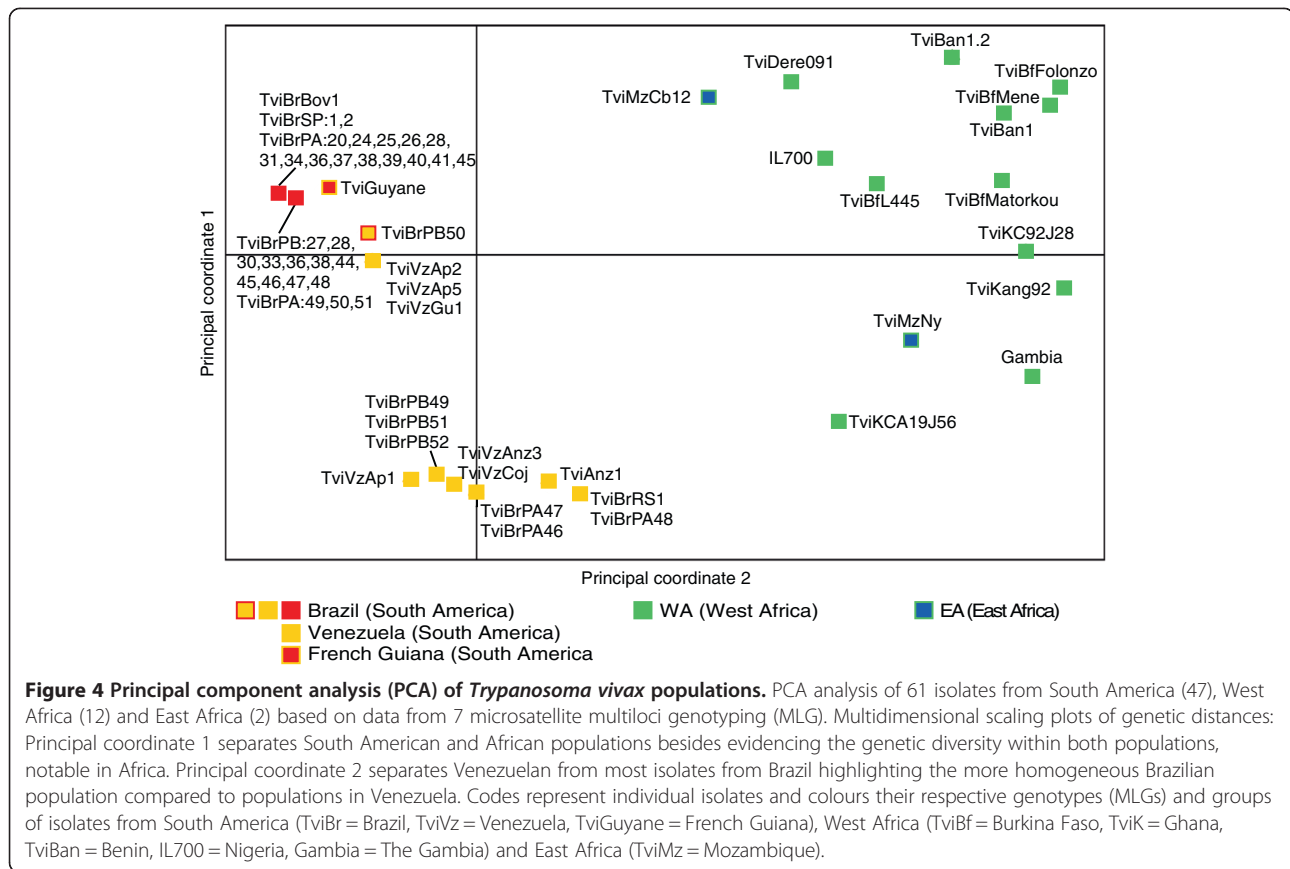 TviBan1.2
TviDere091
TviBfFolonzo
TviMzCb12
TviBfMene
TviBrBov1
TviBrSP:1,2
TviBrPA:20,24,25,26,28,
31,34,36,37,38,39,40,41,45
TviBan1
IL700
TviGuyane
TviBfL445
TviBfMatorkou
TviBrPB50
TviKC92J28
TviBrPB:27,28,
30,33,36,38,44,
45,46,47,48
TviBrPA:49,50,51
TviVzAp2
TviVzAp5
TviVzGu1
TviKang92
TviMzNy
Gambia
TviBrPB49
TviBrPB51
TviBrPB52
TviKCA19J56
TviVzAnz3
TviVzCoj
TviVzAp1
TviAnz1
TviBrRS1
TviBrPA48
TviBrPA47
TviBrPA46
Principal coordinate 1
Principal coordinate 2
Brazil (South America)
WA (West Africa)
EA (East Africa)
Venezuela (South America)
French Guiana (South America
Figure 4 Principal component analysis (PCA) of Trypanosoma vivax populations. PCA analysis of 61 isolates from South America (47), West
Africa (12) and East Africa (2) based on data from 7 microsatellite multiloci genotyping (MLG). Multidimensional scaling plots of genetic distances:
Principal coordinate 1 separates South American and African populations besides evidencing the genetic diversity within both populations,
notable in Africa. Principal coordinate 2 separates Venezuelan from most isolates from Brazil highlighting the more homogeneous Brazilian
population compared to populations in Venezuela. Codes represent individual isolates and colours their respective genotypes (MLGs) and groups
of isolates from South America (TviBr = Brazil, TviVz = Venezuela, TviGuyane = French Guiana), West Africa (TviBf = Burkina Faso, TviK = Ghana,
TviBan = Benin, IL700 = Nigeria, Gambia = The Gambia) and East Africa (TviMz = Mozambique).